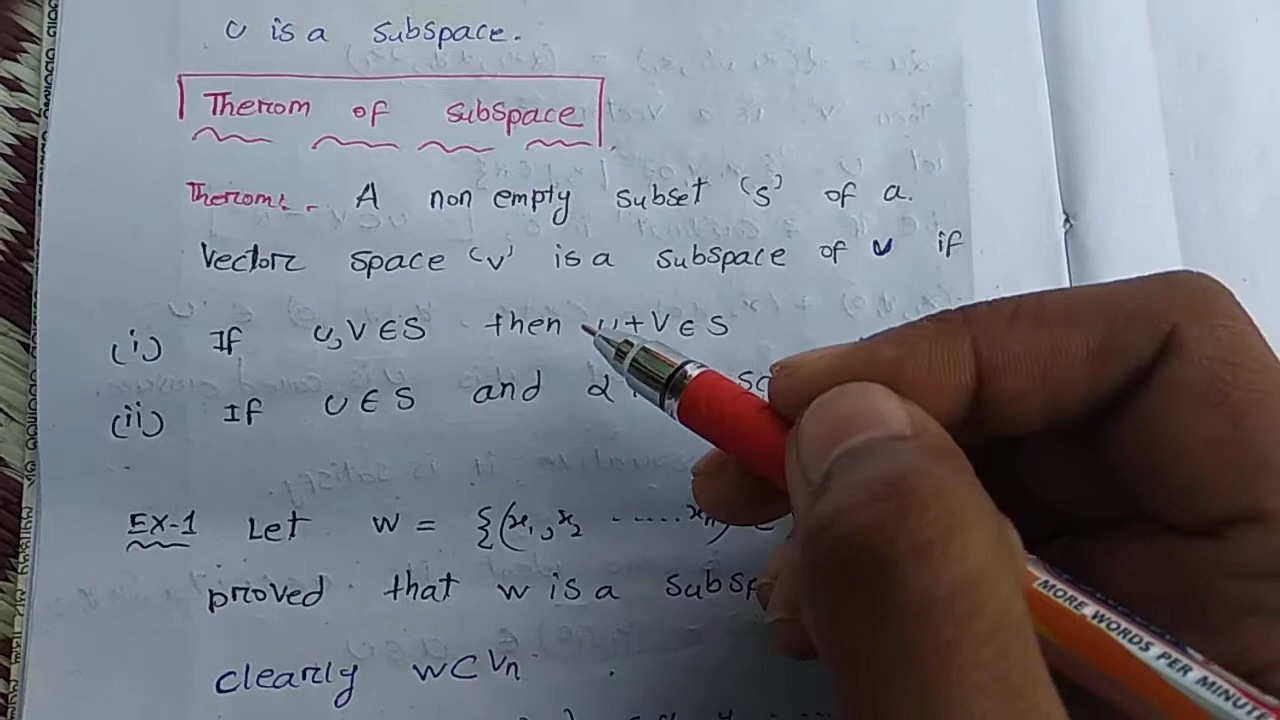 U is a subspace.
Therom of subspace
Therom:- A non empty subset 'S' of a.
Vector space 'V' is a subspace of V if
(i) If U,V ∈ S then U+V ∈ S
(ii) If U ∈ S and α
EX-1 Let W = {(x₁, x₂ ..... xₙ) ∈
proved that W is a
clearly W ⊂ Vₙ
MORE WORDS PER MINUTE